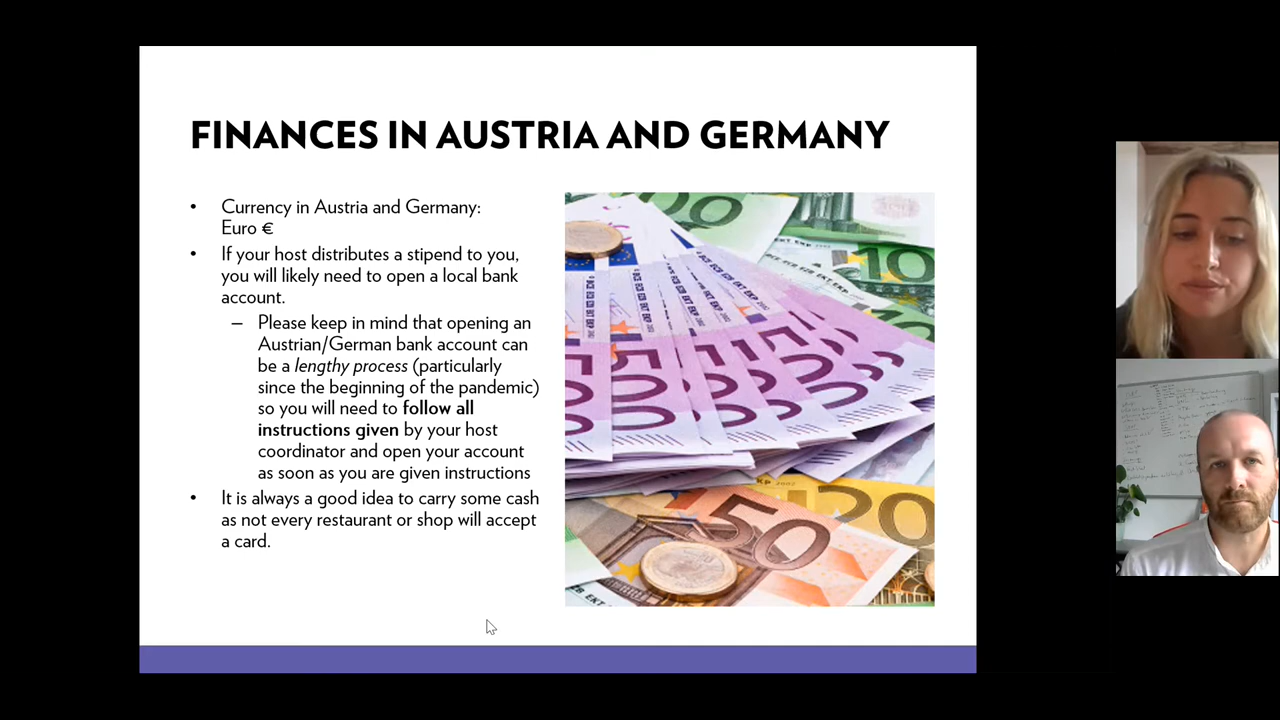 FINANCES IN AUSTRIA AND GERMANY
• Currency in Austria and Germany:
Euro €
• If your host distributes a stipend to you,
you will likely need to open a local bank
account.
– Please keep in mind that opening an
Austrian/German bank account can
be a lengthy process (particularly
since the beginning of the pandemic)
so you will need to follow all
instructions given by your host
coordinator and open your account
as soon as you are given instructions
• It is always a good idea to carry some cash
as not every restaurant or shop will accept
a card.
00
10
50
20